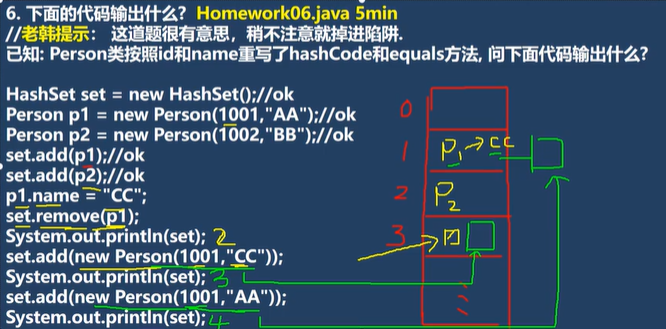 6. 下面的代码输出什么? Homework06.java 5min
//老韩提示: 这道题很有意思，稍不注意就掉进陷阱.
已知: Person类按照id和name重写了hashCode和equals方法, 问下面代码输出什么?
HashSet set = new HashSet();//ok
Person p1 = new Person(1001,"AA");//ok
Person p2 = new Person(1002,"BB");//ok
set.add(p1);//ok
set.add(p2);//ok
p1.name = "CC";
set.remove(p1);
System.out.println(set); 2
set.add(new Person(1001,"CC"));
System.out.println(set); 3
set.add(new Person(1001,"AA"));
System.out.println(set); 4
0
1 P1 → CC
2 P2
3